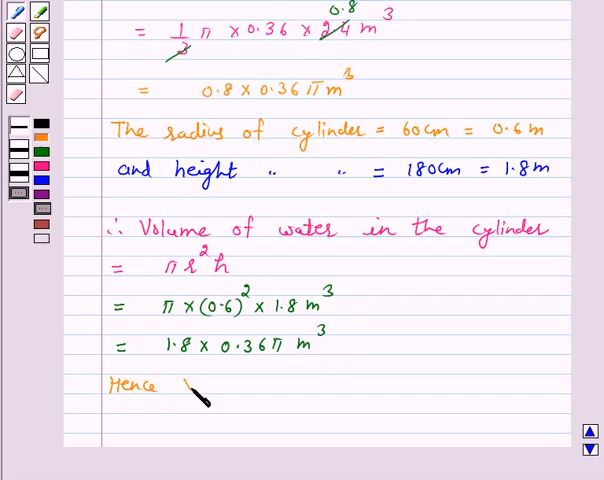 0.8
= 1/3 π × 0.36 × 2.4 m³
= 0.8 × 0.36 π m³
The radius of cylinder = 60cm = 0.6m
and height " " = 180cm = 1.8m
∴ Volume of water in the cylinder
= πr²h
= π × (0.6)² × 1.8 m³
= 1.8 × 0.36π m³
Hence